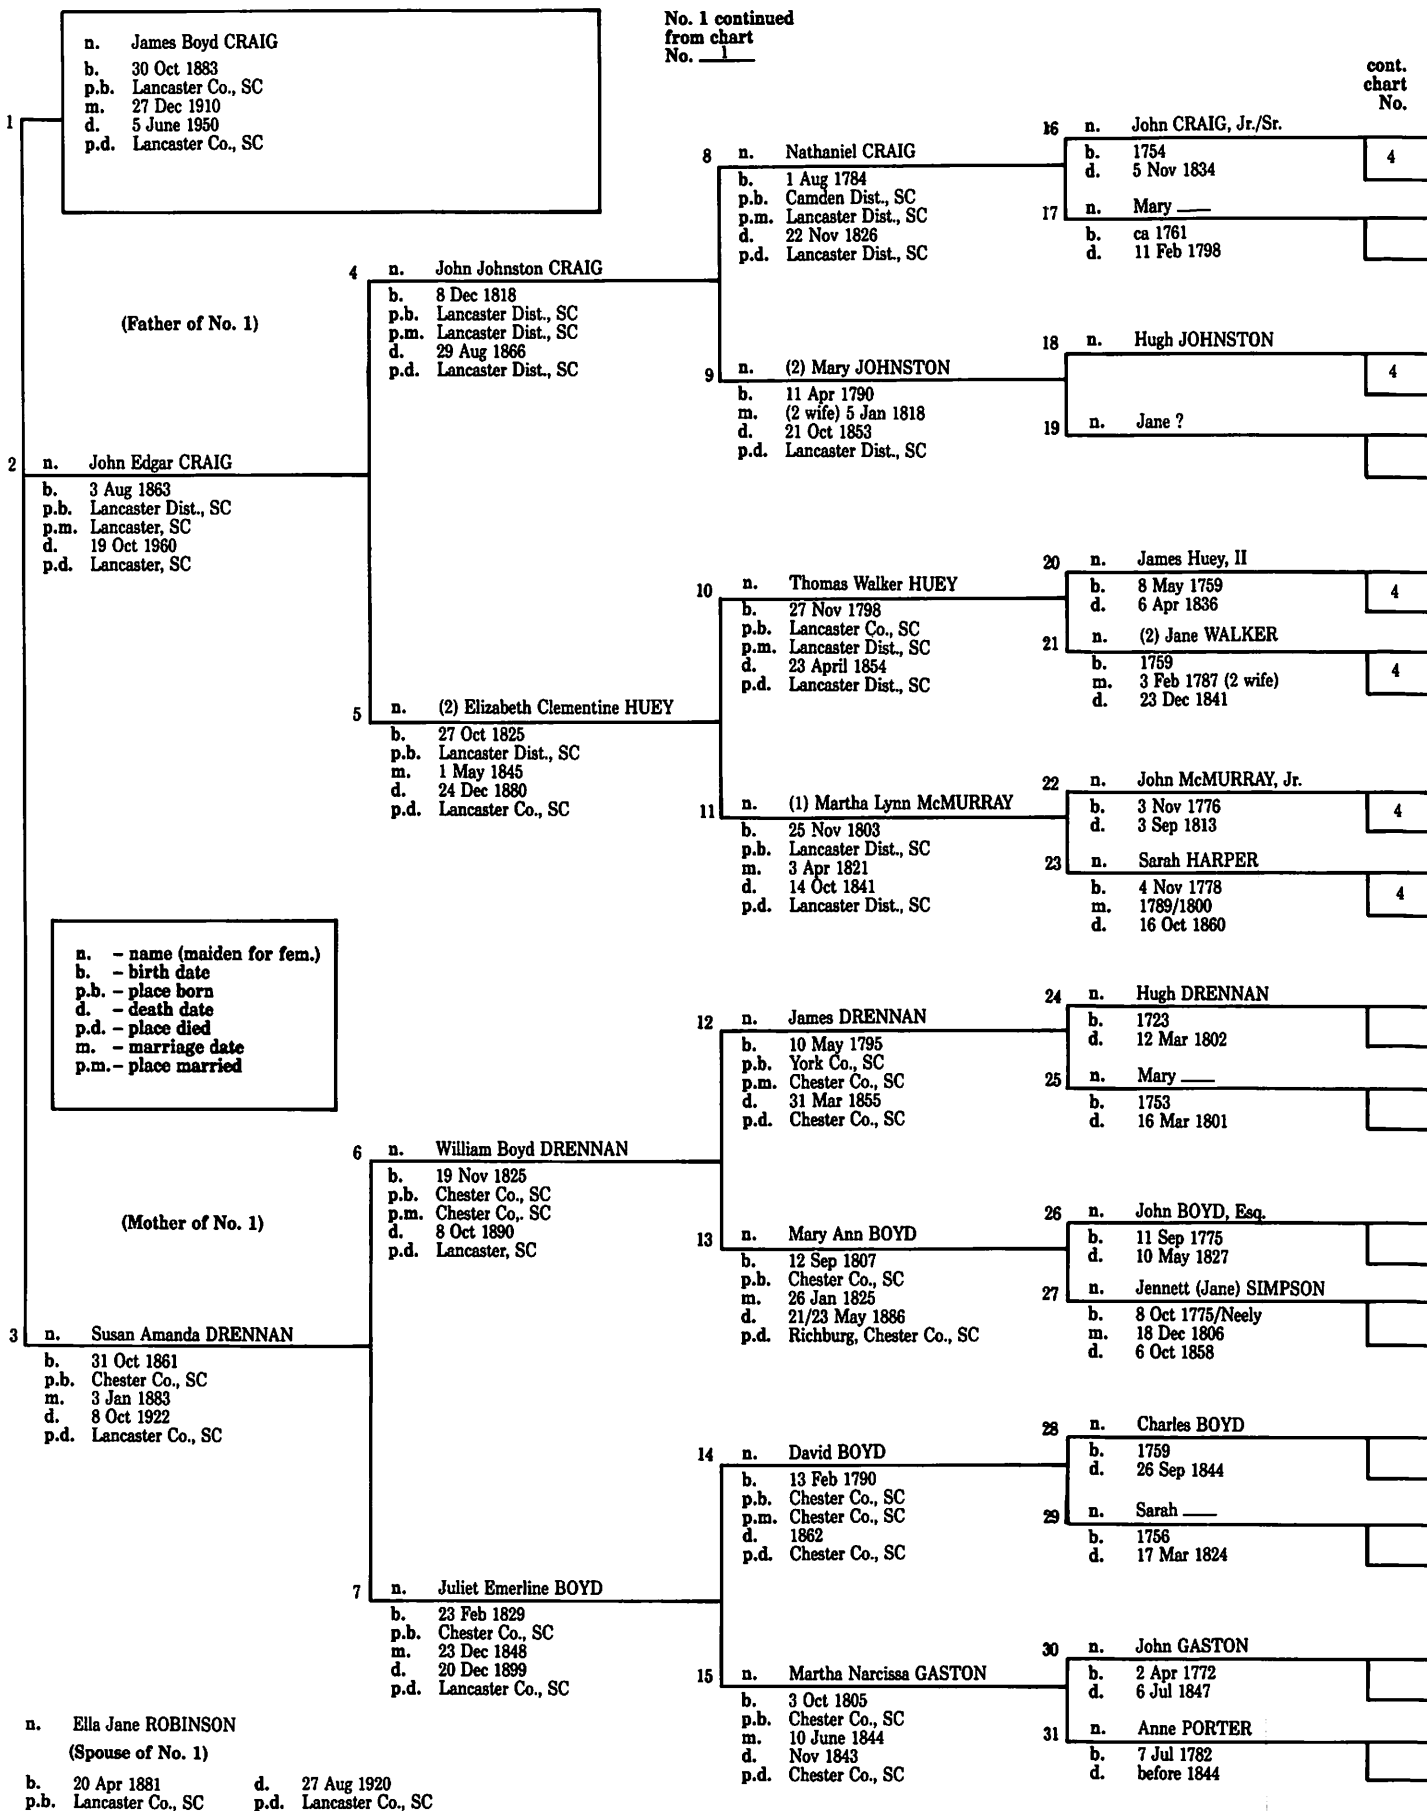 No. 1 continued
from chart
No. 1
cont.
chart
No.
1
n. James Boyd CRAIG
b. 30 Oct 1883
p.b. Lancaster Co., SC
m. 27 Dec 1910
d. 5 June 1950
p.d. Lancaster Co., SC
(Father of No. 1)
2 n. John Edgar CRAIG
b. 3 Aug 1863
p.b. Lancaster Dist., SC
p.m. Lancaster, SC
d. 19 Oct 1960
p.d. Lancaster, SC
n. – name (maiden for fem.)
b. – birth date
p.b. – place born
d. – death date
p.d. – place died
m. – marriage date
p.m. – place married
(Mother of No. 1)
3 n. Susan Amanda DRENNAN
b. 31 Oct 1861
p.b. Chester Co., SC
m. 3 Jan 1883
d. 8 Oct 1922
p.d. Lancaster Co., SC
n. Ella Jane ROBINSON
(Spouse of No. 1)
b. 20 Apr 1881 d. 27 Aug 1920
p.b. Lancaster Co., SC p.d. Lancaster Co., SC
4 n. John Johnston CRAIG
b. 8 Dec 1818
p.b. Lancaster Dist., SC
p.m. Lancaster Dist., SC
d. 29 Aug 1866
p.d. Lancaster Dist., SC
5 n. (2) Elizabeth Clementine HUEY
b. 27 Oct 1825
p.b. Lancaster Dist., SC
m. 1 May 1845
d. 24 Dec 1880
p.d. Lancaster Co., SC
6 n. William Boyd DRENNAN
b. 19 Nov 1825
p.b. Chester Co., SC
p.m. Chester Co,. SC
d. 8 Oct 1890
p.d. Lancaster, SC
7 n. Juliet Emerline BOYD
b. 23 Feb 1829
p.b. Chester Co., SC
m. 23 Dec 1848
d. 20 Dec 1899
p.d. Lancaster Co., SC
8 n. Nathaniel CRAIG
b. 1 Aug 1784
p.b. Camden Dist., SC
p.m. Lancaster Dist., SC
d. 22 Nov 1826
p.d. Lancaster Dist., SC
9 n. (2) Mary JOHNSTON
b. 11 Apr 1790
m. (2 wife) 5 Jan 1818
d. 21 Oct 1853
p.d. Lancaster Dist., SC
10 n. Thomas Walker HUEY
b. 27 Nov 1798
p.b. Lancaster Co., SC
p.m. Lancaster Dist., SC
d. 23 April 1854
p.d. Lancaster Dist., SC
11 n. (1) Martha Lynn McMURRAY
b. 25 Nov 1803
p.b. Lancaster Dist., SC
m. 3 Apr 1821
d. 14 Oct 1841
p.d. Lancaster Dist., SC
12 n. James DRENNAN
b. 10 May 1795
p.b. York Co., SC
p.m. Chester Co., SC
d. 31 Mar 1855
p.d. Chester Co., SC
13 n. Mary Ann BOYD
b. 12 Sep 1807
p.b. Chester Co., SC
m. 26 Jan 1825
d. 21/23 May 1886
p.d. Richburg, Chester Co., SC
14 n. David BOYD
b. 13 Feb 1790
p.b. Chester Co., SC
p.m. Chester Co., SC
d. 1862
p.d. Chester Co., SC
15 n. Martha Narcissa GASTON
b. 3 Oct 1805
p.b. Chester Co., SC
m. 10 June 1844
d. Nov 1843
p.d. Chester Co., SC
16 n. John CRAIG, Jr./Sr.
b. 1754 4
d. 5 Nov 1834
17 n. Mary ___
b. ca 1761
d. 11 Feb 1798
18 n. Hugh JOHNSTON
4
19 n. Jane ?
20 n. James Huey, II
b. 8 May 1759 4
d. 6 Apr 1836
21 n. (2) Jane WALKER
b. 1759 4
m. 3 Feb 1787 (2 wife)
d. 23 Dec 1841
22 n. John McMURRAY, Jr.
b. 3 Nov 1776 4
d. 3 Sep 1813
23 n. Sarah HARPER
b. 4 Nov 1778 4
m. 1789/1800
d. 16 Oct 1860
24 n. Hugh DRENNAN
b. 1723
d. 12 Mar 1802
25 n. Mary ___
b. 1753
d. 16 Mar 1801
26 n. John BOYD, Esq.
b. 11 Sep 1775
d. 10 May 1827
27 n. Jennett (Jane) SIMPSON
b. 8 Oct 1775/Neely
m. 18 Dec 1806
d. 6 Oct 1858
28 n. Charles BOYD
b. 1759
d. 26 Sep 1844
29 n. Sarah ___
b. 1756
d. 17 Mar 1824
30 n. John GASTON
b. 2 Apr 1772
d. 6 Jul 1847
31 n. Anne PORTER
b. 7 Jul 1782
d. before 1844